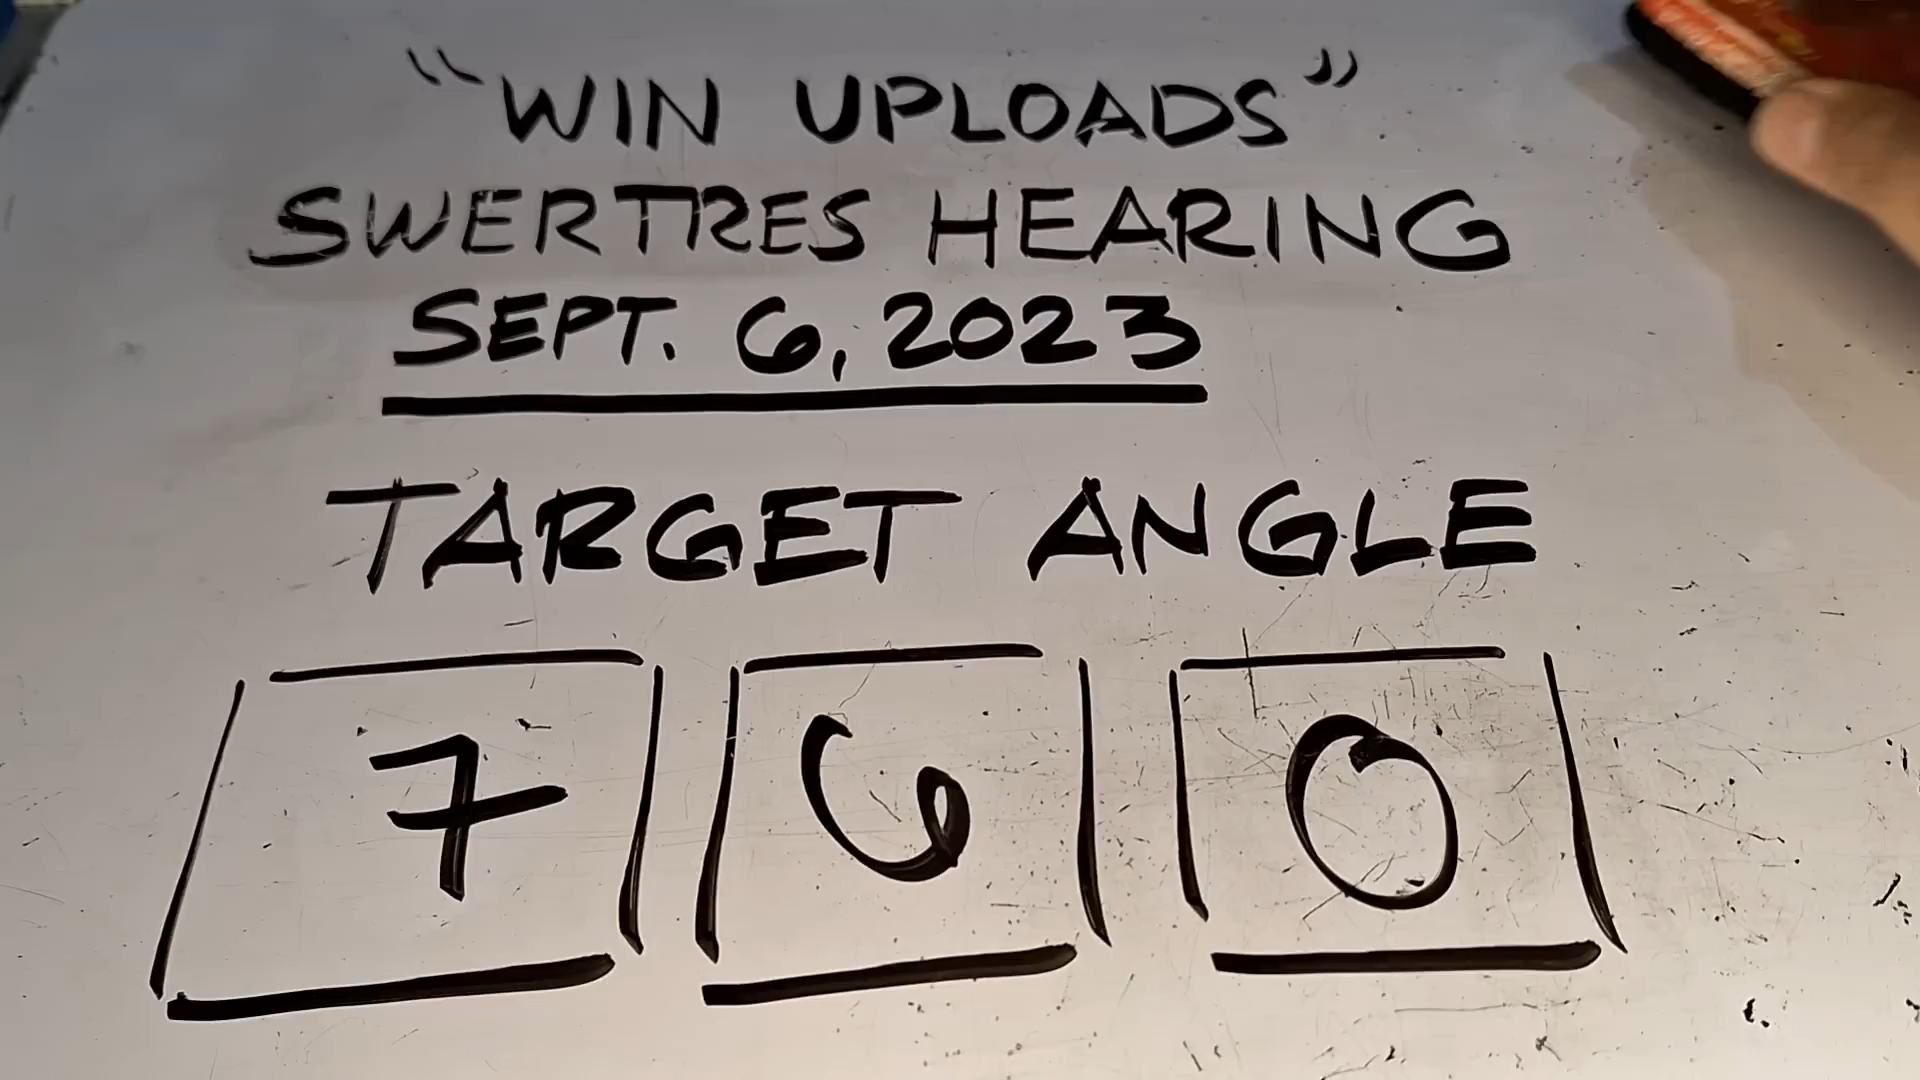 "WIN UPLOADS"
SWERTRES HEARING
SEPT. 6, 2023
TARGET ANGLE
7 6 0